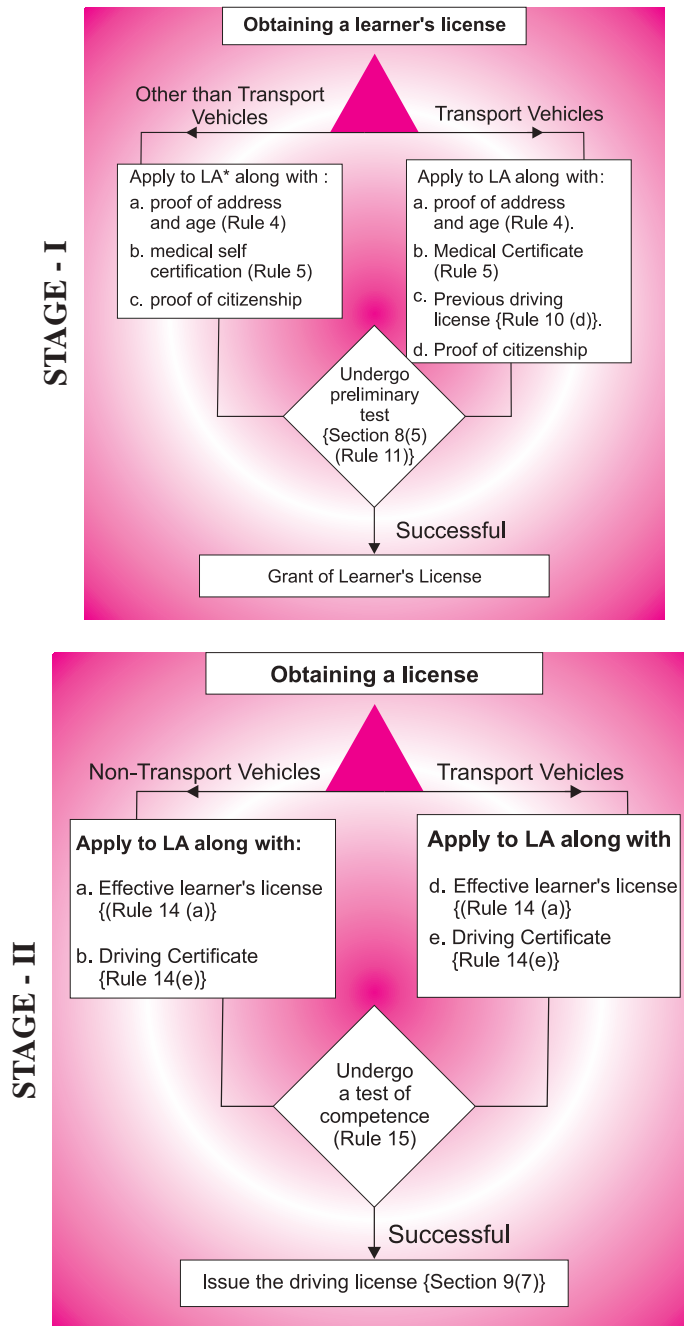 STAGE - I
Obtaining a learner's license
Other than Transport
Vehicles
Transport Vehicles
Apply to LA* along with :
a. proof of address
and age (Rule 4)
b. medical self
certification (Rule 5)
c. proof of citizenship
Apply to LA along with:
a. proof of address
and age (Rule 4).
b. Medical Certificate
(Rule 5)
c. Previous driving
license {Rule 10 (d)}.
d. Proof of citizenship
Undergo
preliminary
test
{Section 8(5)
(Rule 11)}
Successful
Grant of Learner's License
STAGE - II
Obtaining a license
Non-Transport Vehicles
Transport Vehicles
Apply to LA along with:
a. Effective learner's license
{(Rule 14 (a)}
b. Driving Certificate
{Rule 14(e)}
Apply to LA along with
d. Effective learner's license
{(Rule 14 (a)}
e. Driving Certificate
{Rule 14(e)}
Undergo
a test of
competence
(Rule 15)
Successful
Issue the driving license {Section 9(7)}